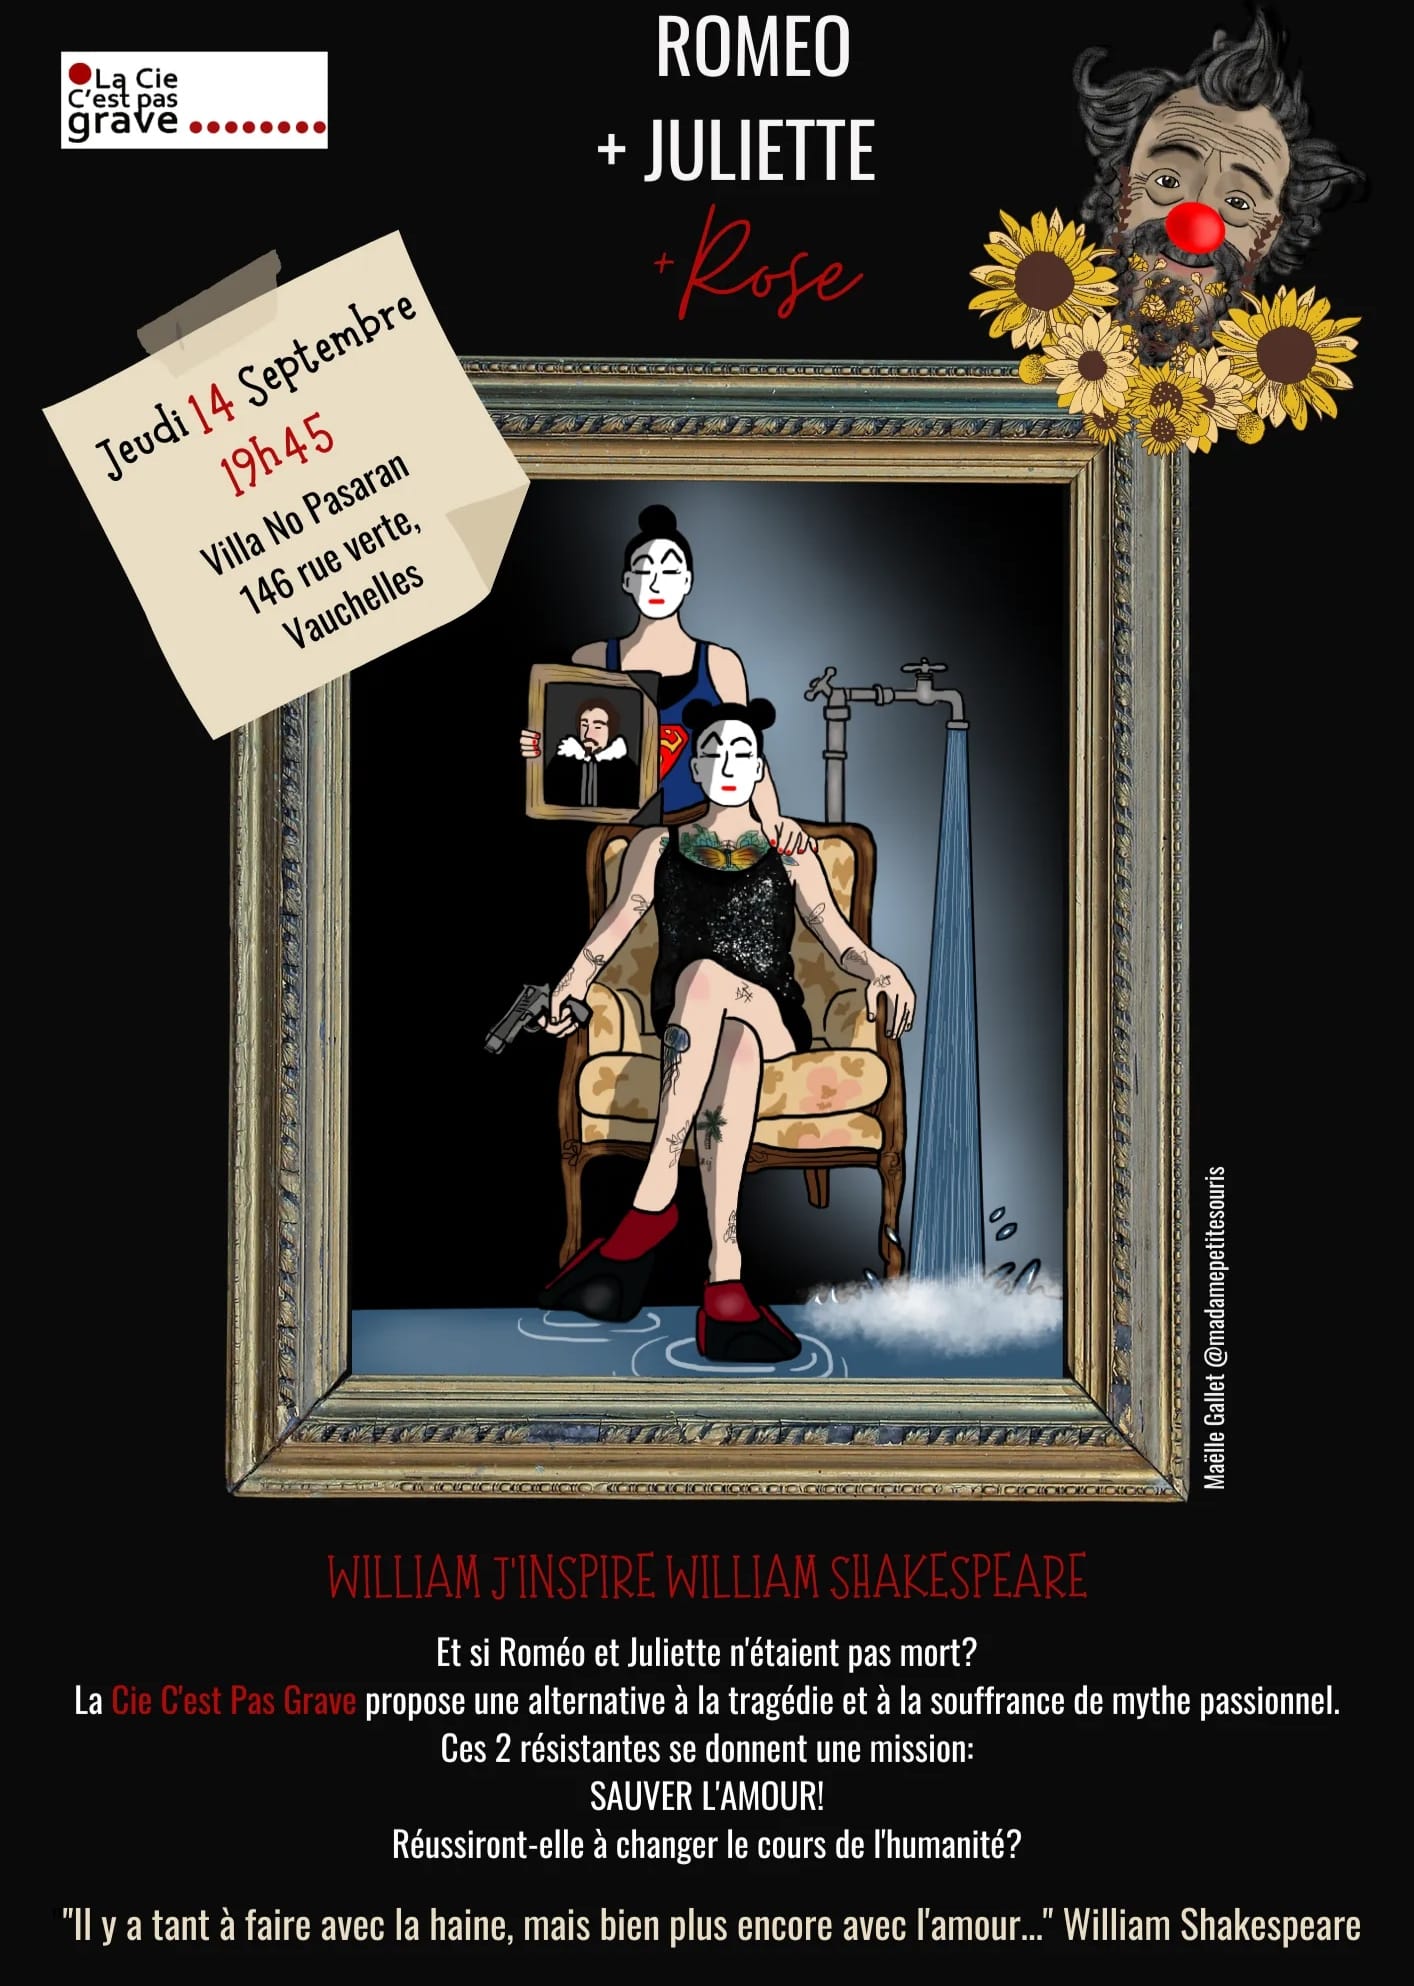 La Cie
C'est pas
grave
ROMEO
+ JULIETTE
+ Rose
Jeudi 14 Septembre
19h45
Villa No Pasaran
146 rue verte,
Vauchelles
Maëlle Gallet @madamepetitesouris
WILLIAM J'INSPIRE WILLIAM SHAKESPEARE
Et si Roméo et Juliette n'étaient pas mort?
La Cie C'est Pas Grave propose une alternative à la tragédie et à la souffrance de mythe passionnel.
Ces 2 résistantes se donnent une mission:
SAUVER L'AMOUR!
Réussiront-elle à changer le cours de l'humanité?
"Il y a tant à faire avec la haine, mais bien plus encore avec l'amour..." William Shakespeare